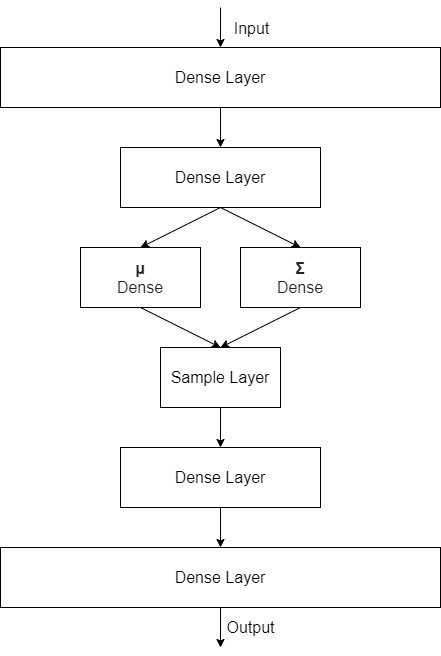 Input
Dense Layer
Dense Layer
μ
Dense
Σ
Dense
Sample Layer
Dense Layer
Dense Layer
Output